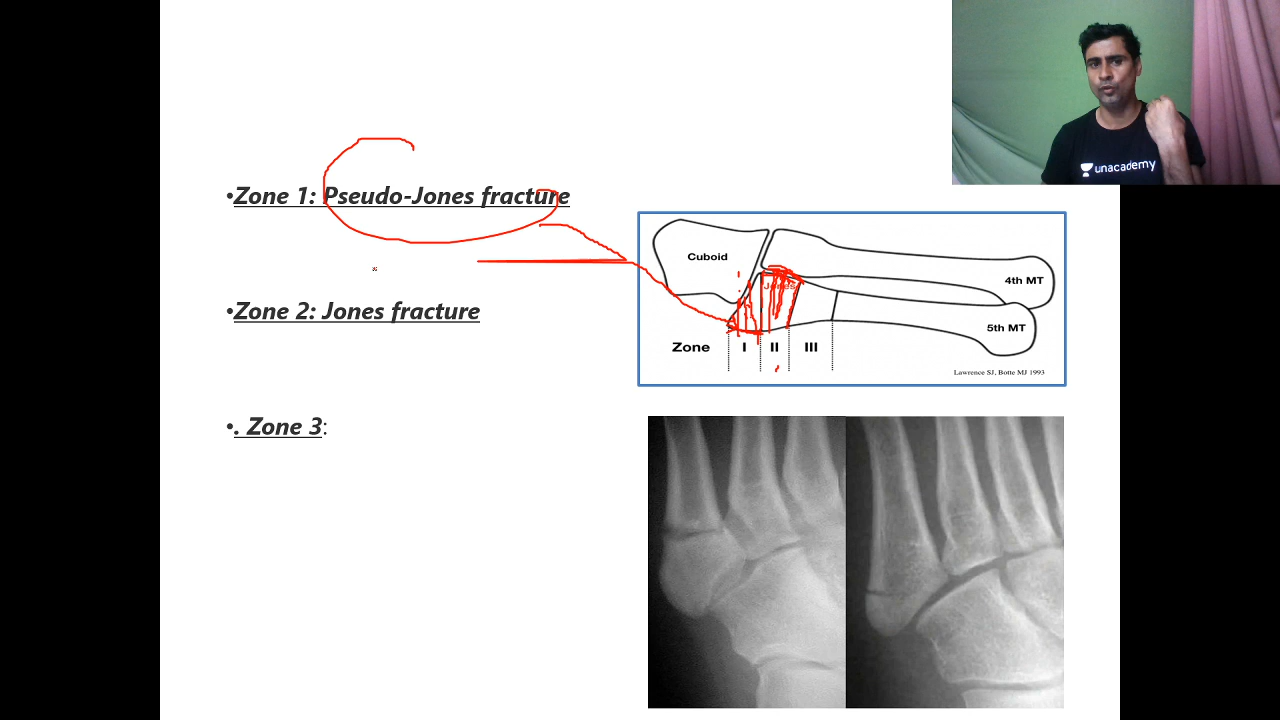 unacademy
•Zone 1: Pseudo-Jones fracture
Cuboid
4th MT
Jones
•Zone 2: Jones fracture
5th MT
Zone I II III
Lawrence SJ, Botte MJ 1993
•. Zone 3: